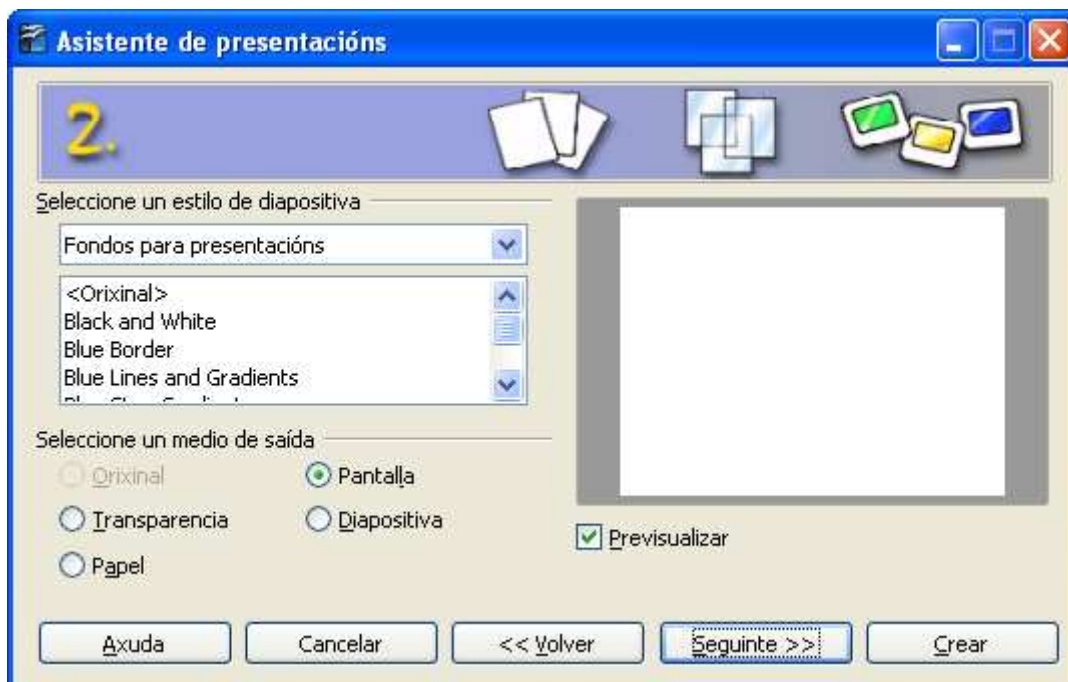 Asistente de presentacións
2.
Seleccione un estilo de diapositiva
Fondos para presentacións
<Orixinal>
Black and White
Blue Border
Blue Lines and Gradients
Seleccione un medio de saída
Orixinal
Pantalla
Transparencia
Diapositiva
Papel
Previsualizar
Axuda
Cancelar
<< Volver
Seguinte >>
Crear